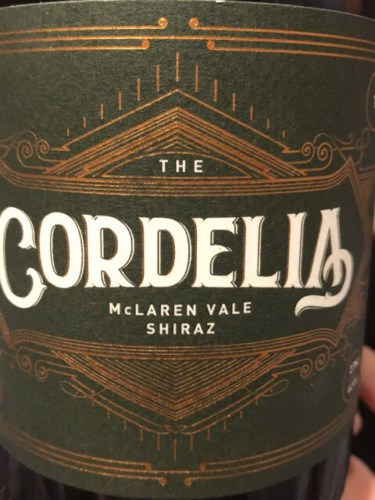 THE
CORDELIA
McLAREN VALE
SHIRAZ